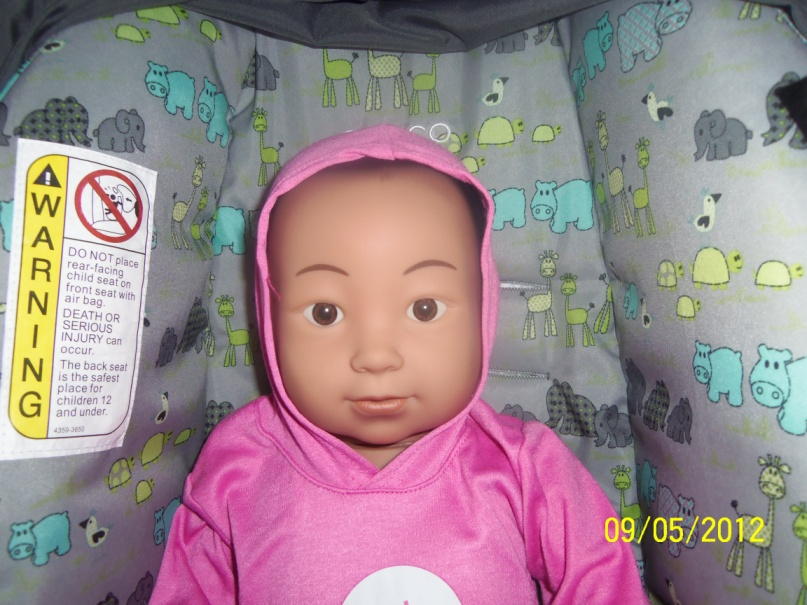 WARNING
DO NOT place
rear-facing
child seat on
front seat with
air bag.
DEATH OR
SERIOUS
INJURY can
occur.
The back seat
is the safest
place for
children 12
and under.
4359-3650
09/05/2012